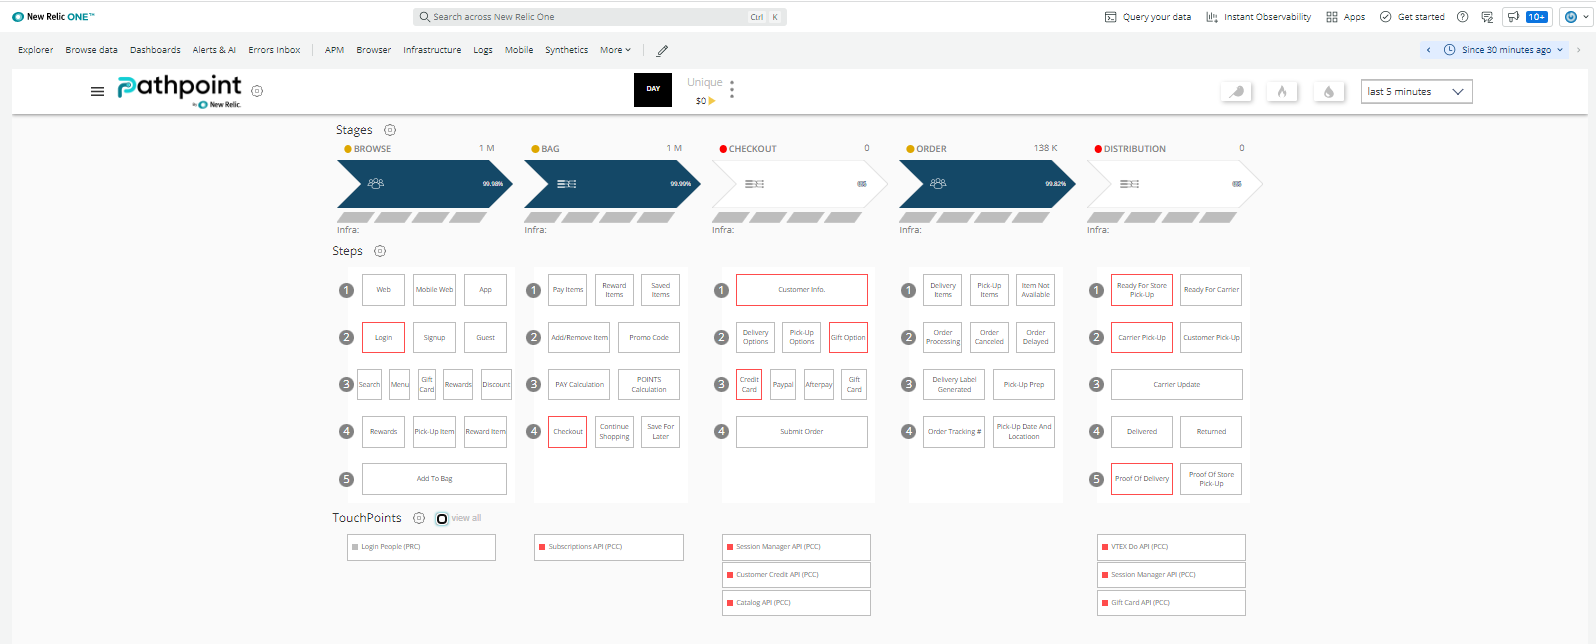 New Relic ONE™
Search across New Relic One
Ctrl K
Query your data
Instant Observability
Apps
Get started
10+
Explorer
Browse data
Dashboards
Alerts & AI
Errors Inbox
APM
Browser
Infrastructure
Logs
Mobile
Synthetics
More
Since 30 minutes ago
Pathpoint
By New Relic.
DAY
Unique
$0
last 5 minutes
Stages
BROWSE 1 M
BAG 1 M
CHECKOUT 0
ORDER 138 K
DISTRIBUTION 0
99.98%
99.99%
99.82%
Infra:
Infra:
Infra:
Infra:
Infra:
Steps
1 Web Mobile Web App
2 Login Signup Guest
3 Search Menu Gift Card Rewards Discount
4 Rewards Pick-Up Item Reward Item
5 Add To Bag
1 Pay Items Reward Items Saved Items
2 Add/Remove Item Promo Code
3 PAY Calculation POINTS Calculation
4 Checkout Continue Shopping Save For Later
1 Customer Info.
2 Delivery Options Pick-Up Options Gift Option
3 Credit Card Paypal Afterpay Gift Card
4 Submit Order
1 Delivery Items Pick-Up Items Item Not Available
2 Order Processing Order Canceled Order Delayed
3 Delivery Label Generated Pick-Up Prep
4 Order Tracking # Pick-Up Date And Locatioon
1 Ready For Store Pick-Up Ready For Carrier
2 Carrier Pick-Up Customer Pick-Up
3 Carrier Update
4 Delivered Returned
5 Proof Of Delivery Proof Of Store Pick-Up
TouchPoints
view all
Login People (PRC)
Subscriptions API (PCC)
Session Manager API (PCC)
Customer Credit API (PCC)
Catalog API (PCC)
VTEX Do API (PCC)
Session Manager API (PCC)
Gift Card API (PCC)